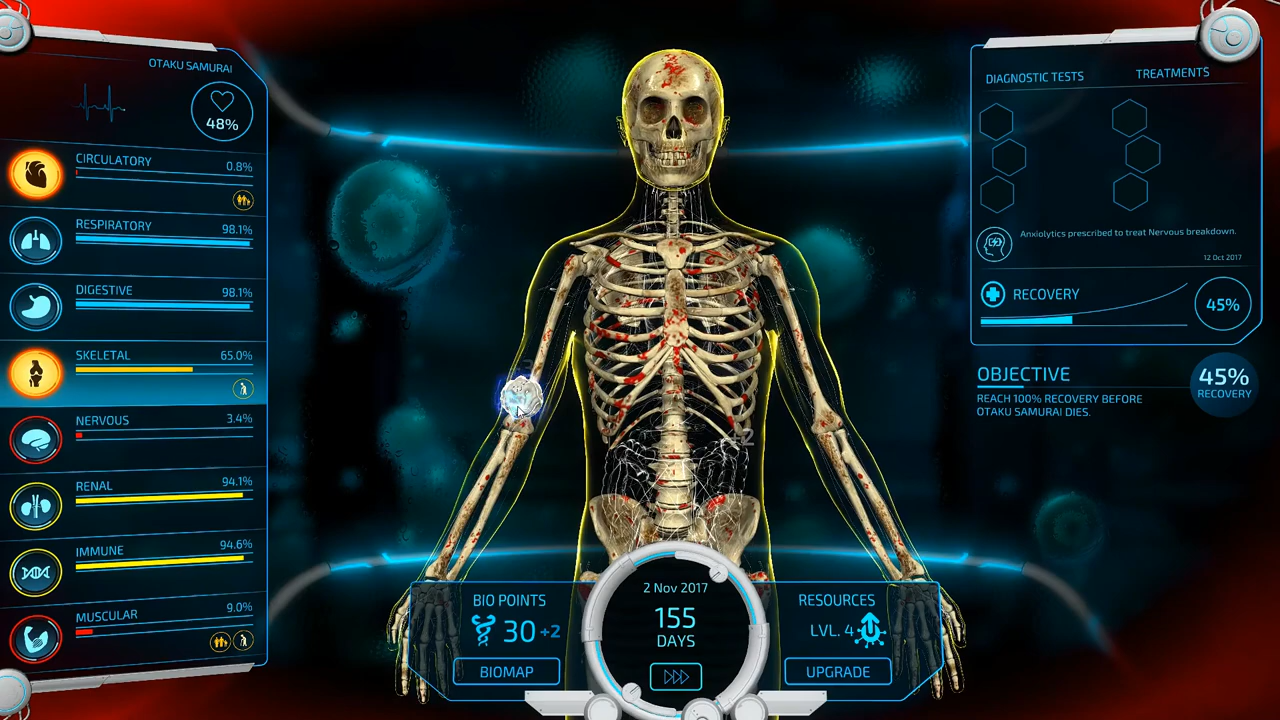 OTAKU SAMURAI
48%
CIRCULATORY 0.8%
RESPIRATORY 98.1%
DIGESTIVE 98.1%
SKELETAL 65.0%
NERVOUS 3.4%
RENAL 94.1%
IMMUNE 94.6%
MUSCULAR 9.0%
+2
BIO POINTS
30 +2
BIOMAP
2 Nov 2017
155
DAYS
RESOURCES
LVL. 4
UPGRADE
DIAGNOSTIC TESTS TREATMENTS
Anxiolytics prescribed to treat Nervous breakdown.
12 Oct 2017
RECOVERY 45%
OBJECTIVE
REACH 100% RECOVERY BEFORE
OTAKU SAMURAI DIES.
45%
RECOVERY